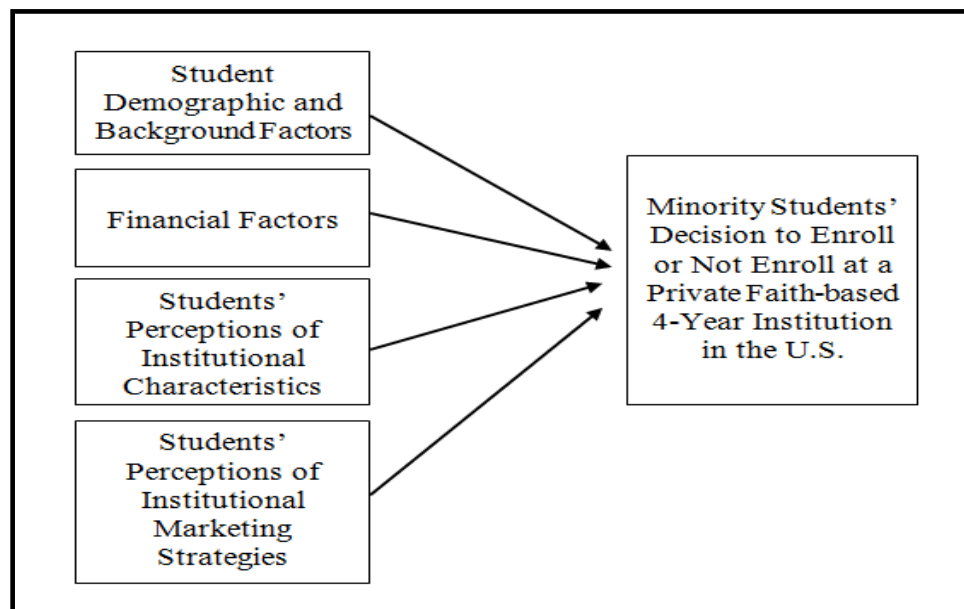 Student
Demographic and
Background Factors
Financial Factors
Students’
Perceptions of
Institutional
Characteristics
Students’
Perceptions of
Institutional
Marketing
Strategies
Minority Students’
Decision to Enroll
or Not Enroll at a
Private Faith-based
4-Year Institution
in the U.S.